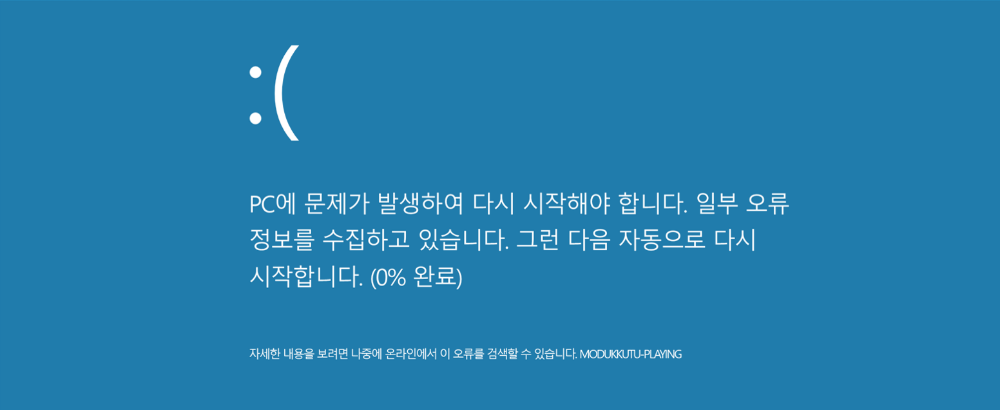 :(
PC에 문제가 발생하여 다시 시작해야 합니다. 일부 오류
정보를 수집하고 있습니다. 그런 다음 자동으로 다시
시작합니다. (0% 완료)
자세한 내용을 보려면 나중에 온라인에서 이 오류를 검색할 수 있습니다. MODUKKUTU-PLAYING